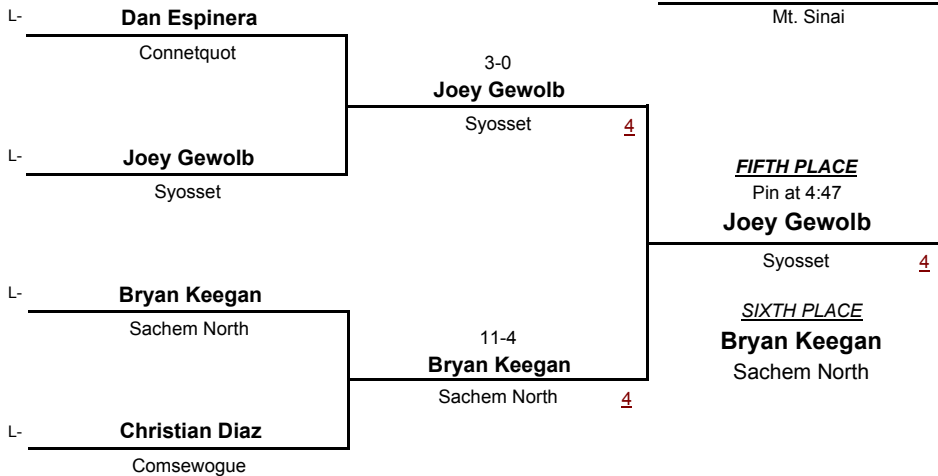 L-
Dan Espinera
Connetquot
Mt. Sinai
3-0
Joey Gewolb
Syosset
4
L-
Joey Gewolb
Syosset
FIFTH PLACE
Pin at 4:47
Joey Gewolb
Syosset
4
L-
Bryan Keegan
Sachem North
SIXTH PLACE
Bryan Keegan
Sachem North
11-4
Bryan Keegan
Sachem North
4
L-
Christian Diaz
Comsewogue